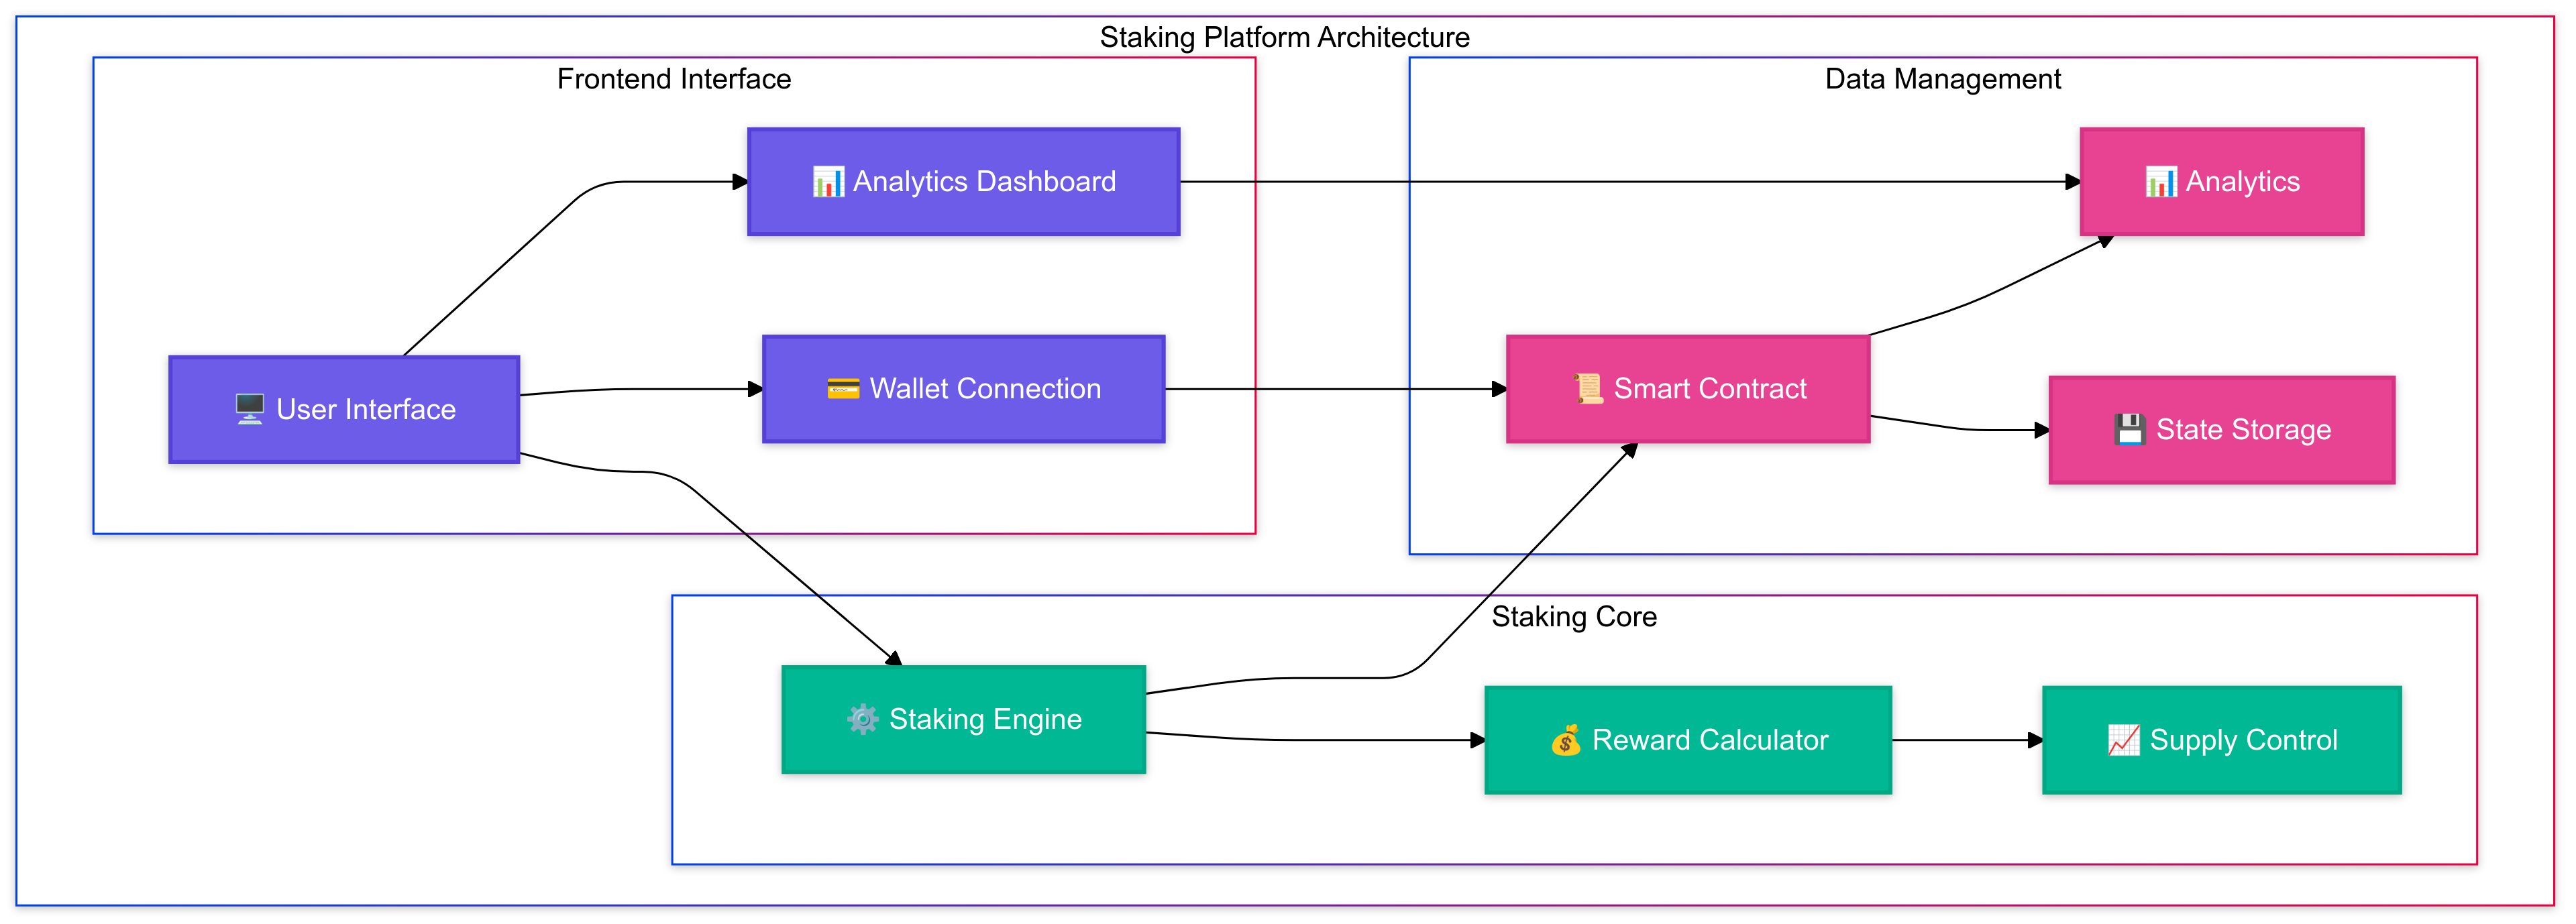 Staking Platform Architecture
Frontend Interface
📊 Analytics Dashboard
🖥️ User Interface
💳 Wallet Connection
Data Management
📊 Analytics
📜 Smart Contract
💾 State Storage
Staking Core
⚙️ Staking Engine
💰 Reward Calculator
📈 Supply Control